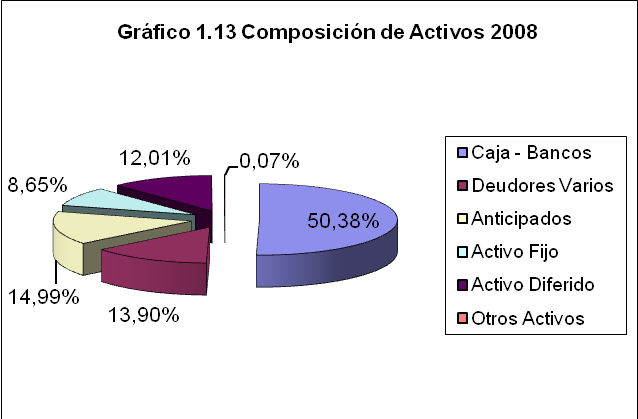 Gráfico 1.13 Composición de Activos 2008
12,01%
0,07%
8,65%
50,38%
14,99%
13,90%
Caja - Bancos
Deudores Varios
Anticipados
Activo Fijo
Activo Diferido
Otros Activos